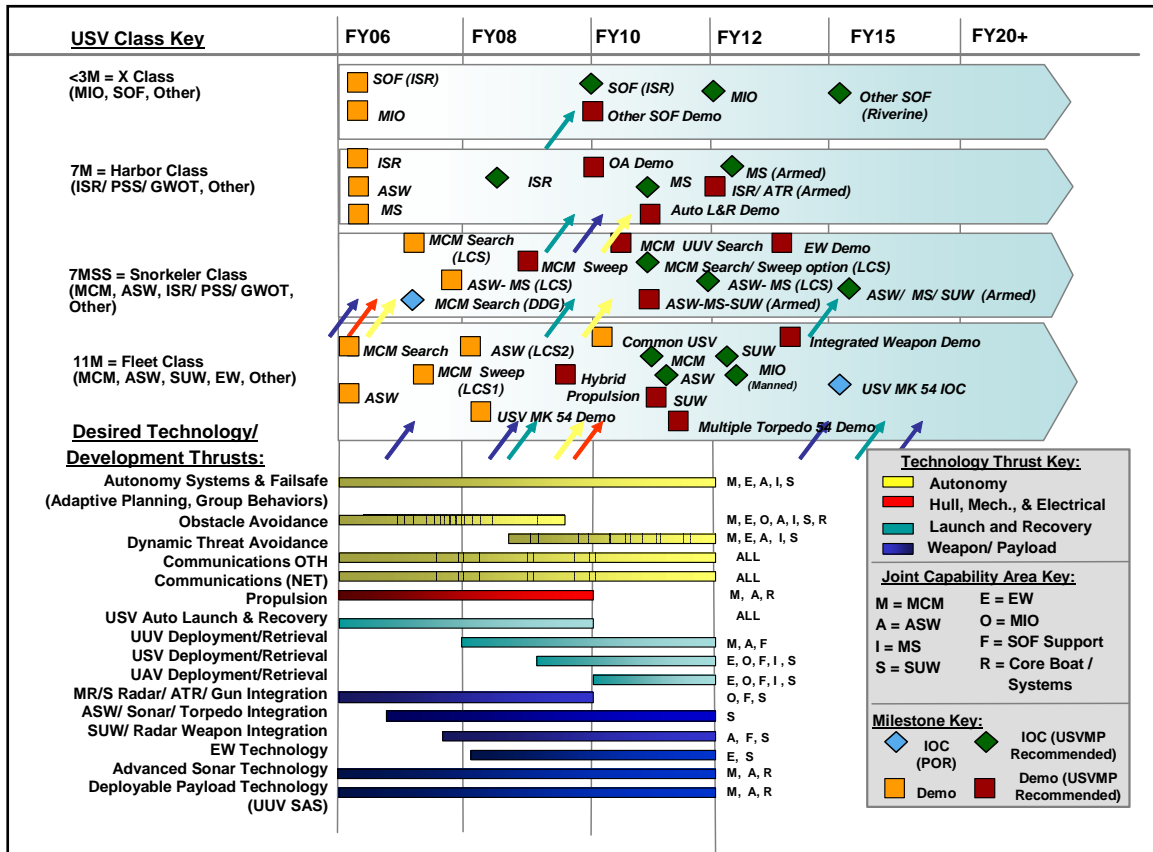 USV Class Key
FY06 FY08 FY10 FY12 FY15 FY20+
<3M = X Class
(MIO, SOF, Other)
SOF (ISR)
MIO
SOF (ISR)
Other SOF Demo
MIO
Other SOF
(Riverine)
7M = Harbor Class
(ISR/ PSS/ GWOT, Other)
ISR
ASW
MS
ISR
OA Demo
MS
Auto L&R Demo
MS (Armed)
ISR/ ATR (Armed)
7MSS = Snorkeler Class
(MCM, ASW, ISR/ PSS/ GWOT,
Other)
MCM Search
(LCS)
ASW- MS (LCS)
MCM Search (DDG)
MCM Sweep
MCM UUV Search
MCM Search/ Sweep option (LCS)
ASW- MS (LCS)
ASW-MS-SUW (Armed)
EW Demo
ASW/ MS/ SUW (Armed)
11M = Fleet Class
(MCM, ASW, SUW, EW, Other)
MCM Search
ASW
MCM Sweep
(LCS1)
ASW (LCS2)
USV MK 54 Demo
Hybrid
Propulsion
Common USV
MCM
ASW
SUW
Multiple Torpedo 54 Demo
SUW
MIO
(Manned)
Integrated Weapon Demo
USV MK 54 IOC
Desired Technology/
Development Thrusts:
Autonomy Systems & Failsafe
(Adaptive Planning, Group Behaviors)
M, E, A, I, S
Obstacle Avoidance
M, E, O, A, I, S, R
Dynamic Threat Avoidance
M, E, A, I, S
Communications OTH
ALL
Communications (NET)
ALL
Propulsion
M, A, R
USV Auto Launch & Recovery
ALL
UUV Deployment/Retrieval
M, A, F
USV Deployment/Retrieval
E, O, F, I , S
UAV Deployment/Retrieval
E, O, F, I , S
MR/S Radar/ ATR/ Gun Integration
O, F, S
ASW/ Sonar/ Torpedo Integration
S
SUW/ Radar Weapon Integration
A, F, S
EW Technology
E, S
Advanced Sonar Technology
M, A, R
Deployable Payload Technology
(UUV SAS)
M, A, R
Technology Thrust Key:
Autonomy
Hull, Mech., & Electrical
Launch and Recovery
Weapon/ Payload
Joint Capability Area Key:
M = MCM
A = ASW
I = MS
S = SUW
E = EW
O = MIO
F = SOF Support
R = Core Boat /
Systems
Milestone Key:
IOC
(POR)
IOC (USVMP
Recommended)
Demo
Demo (USVMP
Recommended)